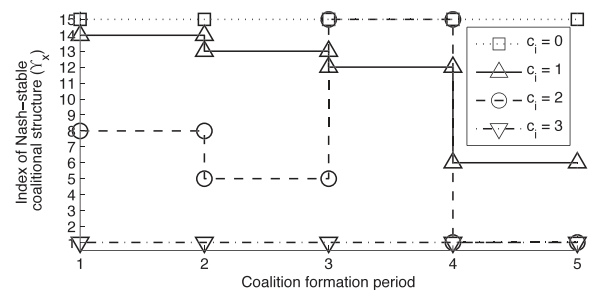 Index of Nash−stable
coalitional structure (ϒx)
15
14
13
12
11
10
9
8
7
6
5
4
3
2
1
1 2 3 4 5
Coalition formation period
ci = 0
ci = 1
ci = 2
ci = 3